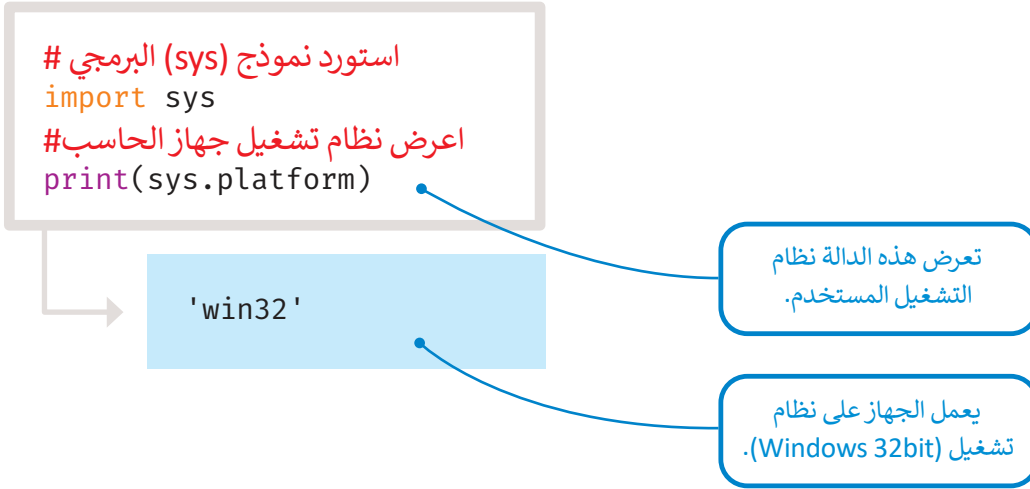 # استورد نموذج (sys) البرمجي
import sys
#اعرض نظام تشغيل جهاز الحاسب
print(sys.platform)
تعرض هذه الدالة نظام
التشغيل المستخدم.
'win32'
يعمل الجهاز على نظام
تشغيل (Windows 32bit).